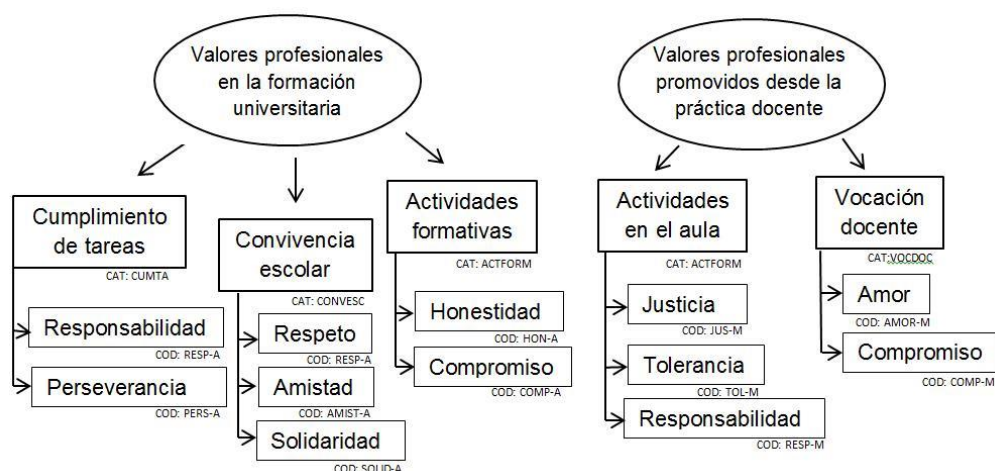 Valores profesionales
en la formación
universitaria
Cumplimiento
de tareas
CAT: CUMTA
Responsabilidad
COD: RESP-A
Perseverancia
COD: PERS-A
Convivencia
escolar
CAT: CONVESC
Respeto
COD: RESP-A
Amistad
COD: AMIST-A
Solidaridad
COD: SOLID-A
Actividades
formativas
CAT: ACTFORM
Honestidad
COD: HON-A
Compromiso
COD: COMP-A
Valores profesionales
promovidos desde la
práctica docente
Actividades
en el aula
CAT: ACTFORM
Justicia
COD: JUS-M
Tolerancia
COD: TOL-M
Responsabilidad
COD: RESP-M
Vocación
docente
CAT:VOCDOC
Amor
COD: AMOR-M
Compromiso
COD: COMP-M